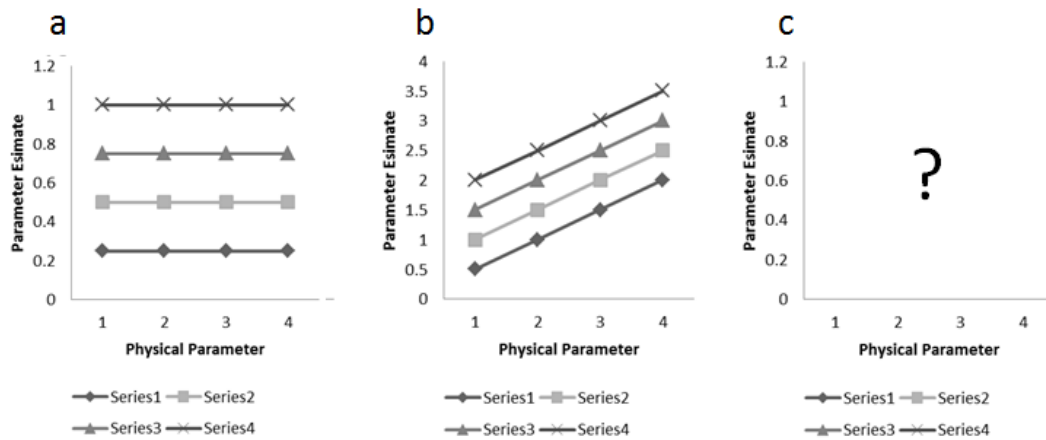 a
1.2
1
0.8
0.6
0.4
0.2
0
Parameter Esimate
1 2 3 4
Physical Parameter
Series1 Series2
Series3 Series4
b
4
3.5
3
2.5
2
1.5
1
0.5
0
Parameter Esimate
1 2 3 4
Physical Parameter
Series1 Series2
Series3 Series4
c
1.2
1
0.8
0.6
0.4
0.2
0
Parameter Esimate
?
1 2 3 4
Physical Parameter
Series1 Series2
Series3 Series4